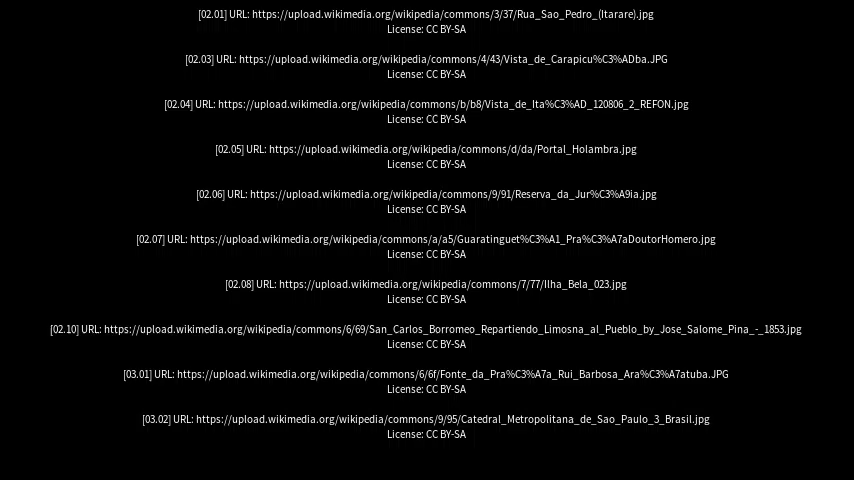 [02.01] URL: https://upload.wikimedia.org/wikipedia/commons/3/37/Rua_Sao_Pedro_(Itarare).jpg
License: CC BY-SA
[02.03] URL: https://upload.wikimedia.org/wikipedia/commons/4/43/Vista_de_Carapicu%C3%ADba.JPG
License: CC BY-SA
[02.04] URL: https://upload.wikimedia.org/wikipedia/commons/b/b8/Vista_de_Ita%C3%AD_120806_2_REFON.jpg
License: CC BY-SA
[02.05] URL: https://upload.wikimedia.org/wikipedia/commons/d/da/Portal_Holambra.jpg
License: CC BY-SA
[02.06] URL: https://upload.wikimedia.org/wikipedia/commons/9/91/Reserva_da_Jur%C3%A9ia.jpg
License: CC BY-SA
[02.07] URL: https://upload.wikimedia.org/wikipedia/commons/a/a5/Guaratinguet%C3%A1_Pra%C3%A7aDoutorHomero.jpg
License: CC BY-SA
[02.08] URL: https://upload.wikimedia.org/wikipedia/commons/7/77/Ilha_Bela_023.jpg
License: CC BY-SA
[02.10] URL: https://upload.wikimedia.org/wikipedia/commons/6/69/San_Carlos_Borromeo_Repartiendo_Limosna_al_Pueblo_by_Jose_Salome_Pina_-_1853.jpg
License: CC BY-SA
[03.01] URL: https://upload.wikimedia.org/wikipedia/commons/6/6f/Fonte_da_Pra%C3%A7a_Rui_Barbosa_Ara%C3%A7atuba.JPG
License: CC BY-SA
[03.02] URL: https://upload.wikimedia.org/wikipedia/commons/9/95/Catedral_Metropolitana_de_Sao_Paulo_3_Brasil.jpg
License: CC BY-SA